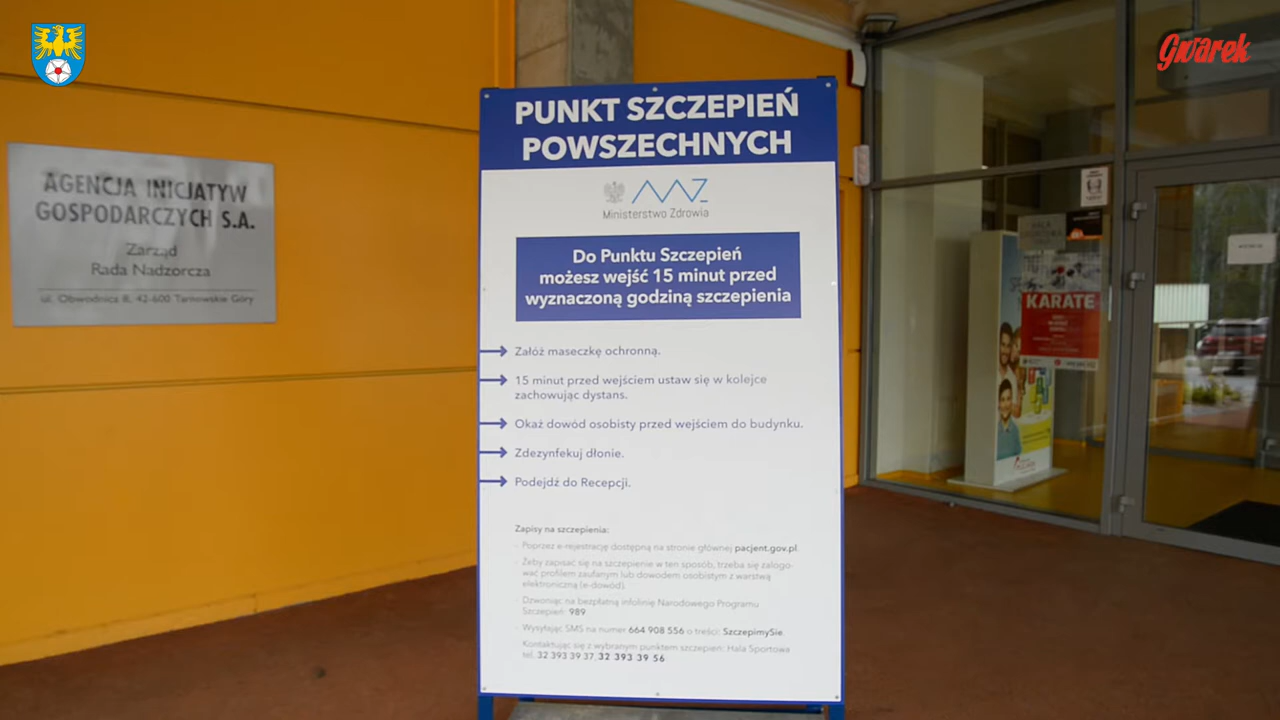 Gwarek
AGENCJA INICJATYW
GOSPODARCZYCH S.A.
Zarząd
Rada Nadzorcza
ul. Obwodnica 8, 42-600 Tarnowskie Góry
PUNKT SZCZEPIEŃ
POWSZECHNYCH
Ministerstwo Zdrowia
Do Punktu Szczepień
możesz wejść 15 minut przed
wyznaczoną godziną szczepienia
Załóż maseczkę ochronną.
15 minut przed wejściem ustaw się w kolejce
zachowując dystans.
Okaż dowód osobisty przed wejściem do budynku.
Zdezynfekuj dłonie.
Podejdź do Recepcji.
Zapisy na szczepienia:
- Poprzez e-rejestrację dostępną na stronie głównej pacjent.gov.pl
- Żeby zapisać się na szczepienie w ten sposób, trzeba się zalogo-
wać profilem zaufanym lub dowodem osobistym z warstwą
elektroniczną (e-dowód).
- Dzwoniąc na bezpłatną infolinię Narodowego Programu
Szczepień: 989
- Wysyłając SMS na numer 664 908 556 o treści: SzczepimySie.
Kontaktując się z wybranym punktem szczepień: Hala Sportowa
tel. 32 393 39 37, 32 393 39 56
KARATE